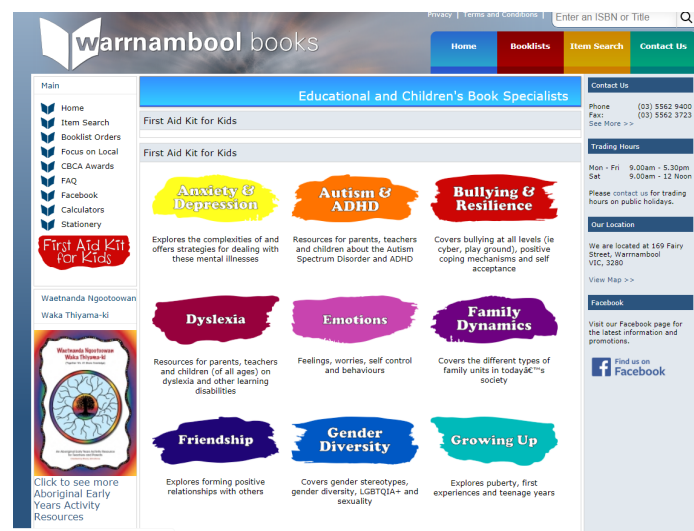 Privacy | Terms and Conditions |
Enter an ISBN or Title
warrnambool books
Home
Booklists
Item Search
Contact Us
Main
Home
Item Search
Booklist Orders
Focus on Local
CBCA Awards
FAQ
Facebook
Calculators
Stationery
First Aid Kit
for Kids
Waetnanda Ngootoowan
Waka Thiyama-ki
Waetnanda Ngootoowan
Waka Thiyama-ki
Click to see more
Aboriginal Early
Years Activity
Resources
Educational and Children's Book Specialists
First Aid Kit for Kids
First Aid Kit for Kids
Anxiety &
Depression
Explores the complexities of and
offers strategies for dealing with
these mental illnesses
Autism &
ADHD
Resources for parents, teachers
and children about the Autism
Spectrum Disorder and ADHD
Bullying &
Resilience
Covers bullying at all levels (ie
cyber, play ground), positive
coping mechanisms and self
acceptance
Dyslexia
Resources for parents, teachers
and children (of all ages) on
dyslexia and other learning
disabilities
Emotions
Feelings, worries, self control
and behaviours
Family
Dynamics
Covers the different types of
family units in todayâ€™s
society
Friendship
Explores forming positive
relationships with others
Gender
Diversity
Covers gender stereotypes,
gender diversity, LGBTQIA+ and
sexuality
Growing Up
Explores puberty, first
experiences and teenage years
Contact Us
Phone (03) 5562 9400
Fax: (03) 5562 3723
See More >>
Trading Hours
Mon - Fri 9.00am - 5.30pm
Sat 9.00am - 12 Noon
Please contact us for trading
hours on public holidays.
Our Location
We are located at 169 Fairy
Street, Warrnambool
VIC, 3280
View Map >>
Facebook
Visit our Facebook page for
the latest information and
promotions.
Find us on
Facebook